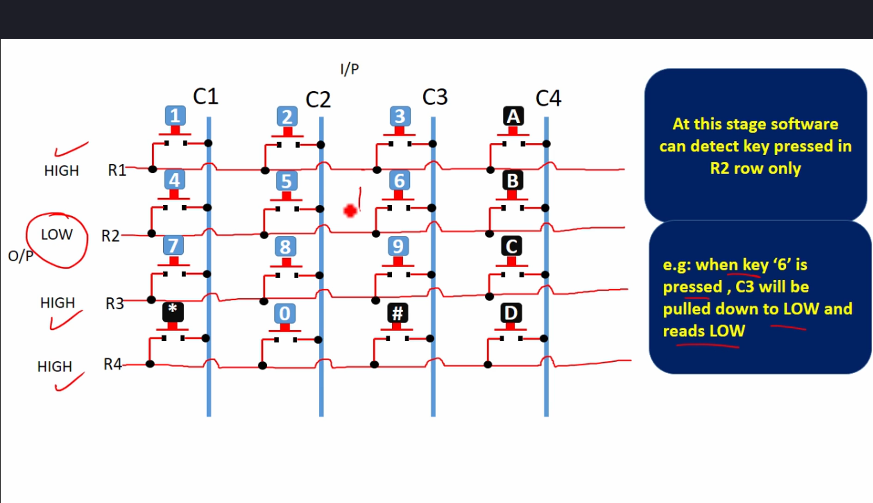 I/P
C1 C2 C3 C4
1 2 3 A
HIGH R1
4 5 6 B
LOW R2
O/P
7 8 9 C
HIGH R3
* 0 # D
HIGH R4
At this stage software
can detect key pressed in
R2 row only
e.g: when key ‘6’ is
pressed , C3 will be
pulled down to LOW and
reads LOW